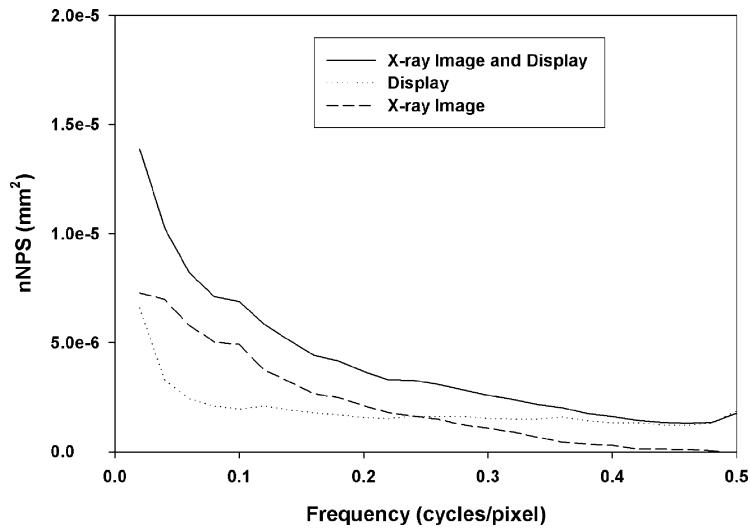 2.0e-5
X-ray Image and Display
Display
X-ray Image
1.5e-5
1.0e-5
nNPS (mm²)
5.0e-6
0.0
0.0 0.1 0.2 0.3 0.4 0.5
Frequency (cycles/pixel)